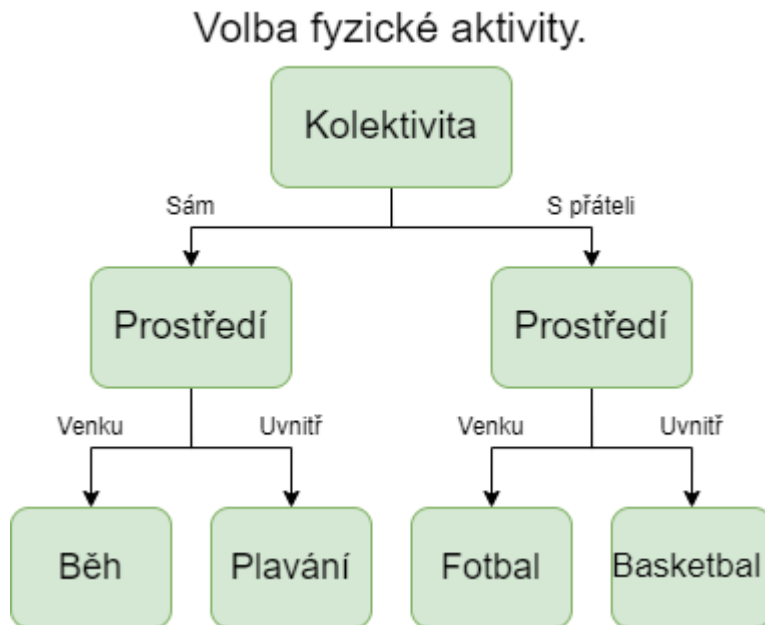 Volba fyzické aktivity.
Kolektivita
Sám
S přáteli
Prostředí
Prostředí
Venku
Uvnitř
Venku
Uvnitř
Běh
Plavání
Fotbal
Basketbal